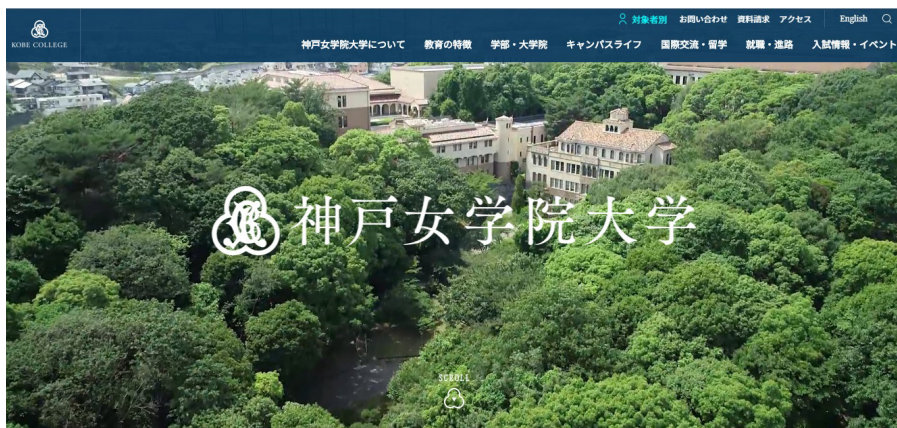 対象者別 お問い合わせ 資料請求 アクセス English
KOBE COLLEGE
神戸女学院大学について 教育の特徴 学部・大学院 キャンパスライフ 国際交流・留学 就職・進路 入試情報・イベント
神戸女学院大学
SCROLL